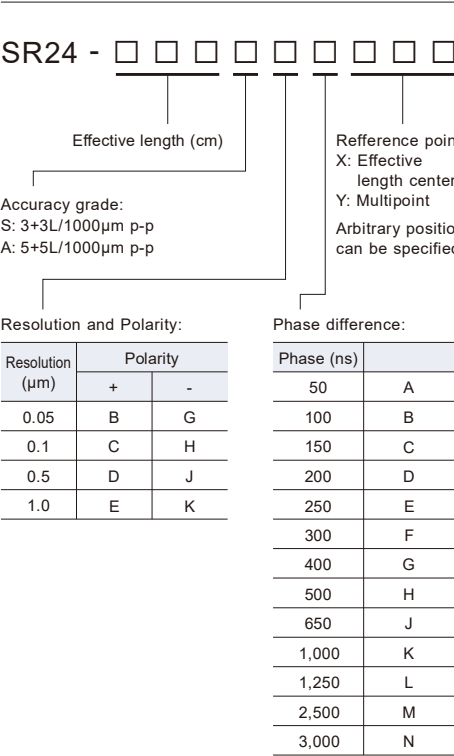 SR24 - □ □ □ □ □ □ □ □ □
Effective length (cm)
Refference poin
X: Effective
length center
Y: Multipoint
Arbitrary positio
can be specified
Accuracy grade:
S: 3+3L/1000μm p-p
A: 5+5L/1000μm p-p
Resolution and Polarity:
Resolution (μm) Polarity
+ -
0.05 B G
0.1 C H
0.5 D J
1.0 E K
Phase difference:
Phase (ns)
50 A
100 B
150 C
200 D
250 E
300 F
400 G
500 H
650 J
1,000 K
1,250 L
2,500 M
3,000 N